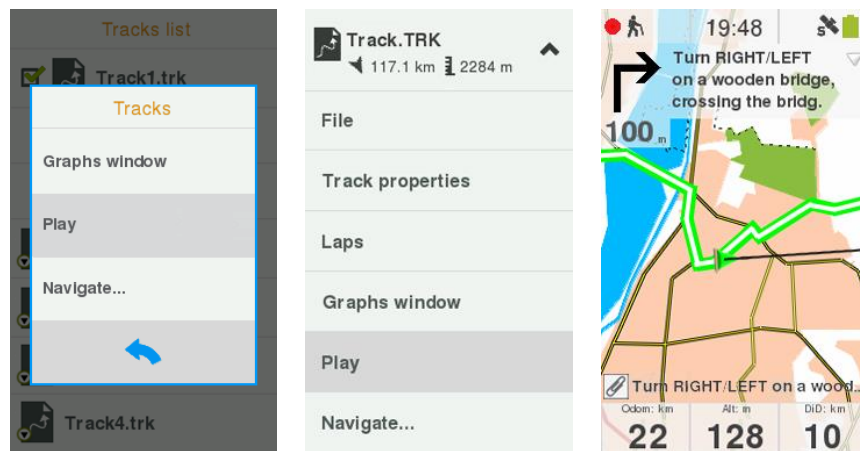 Tracks list
Track1.trk
Tracks
Graphs window
Play
Navigate...
Track4.trk
Track.TRK
117.1 km 2284 m
File
Track properties
Laps
Graphs window
Play
Navigate...
19:48
S
Turn RIGHT/LEFT
on a wooden bridge,
crossing the bridg.
100 m
Turn RIGHT/LEFT on a wood..
Odom: km Alt: m DiD: km
22 128 10